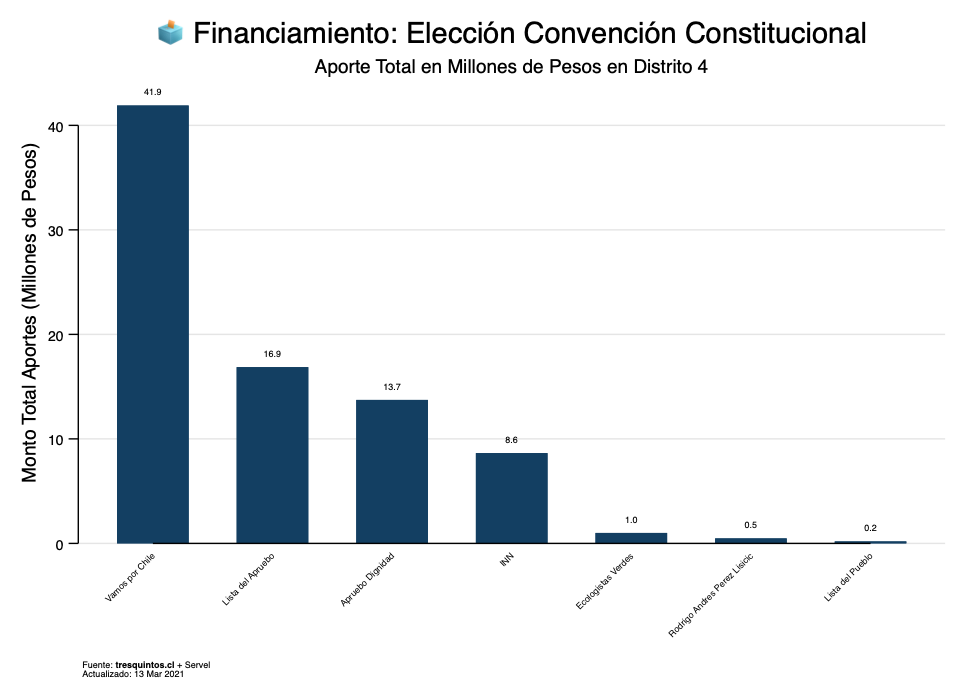 Financiamiento: Elección Convención Constitucional
Aporte Total en Millones de Pesos en Distrito 4
Monto Total Aportes (Millones de Pesos)
40
30
20
10
0
41.9
16.9
13.7
8.6
1.0
0.5
0.2
Vamos por Chile
Lista del Apruebo
Apruebo Dignidad
INN
Ecologistas Verdes
Rodrigo Andres Perez Lisicic
Lista del Pueblo
Fuente: tresquintos.cl + Servel
Actualizado: 13 Mar 2021